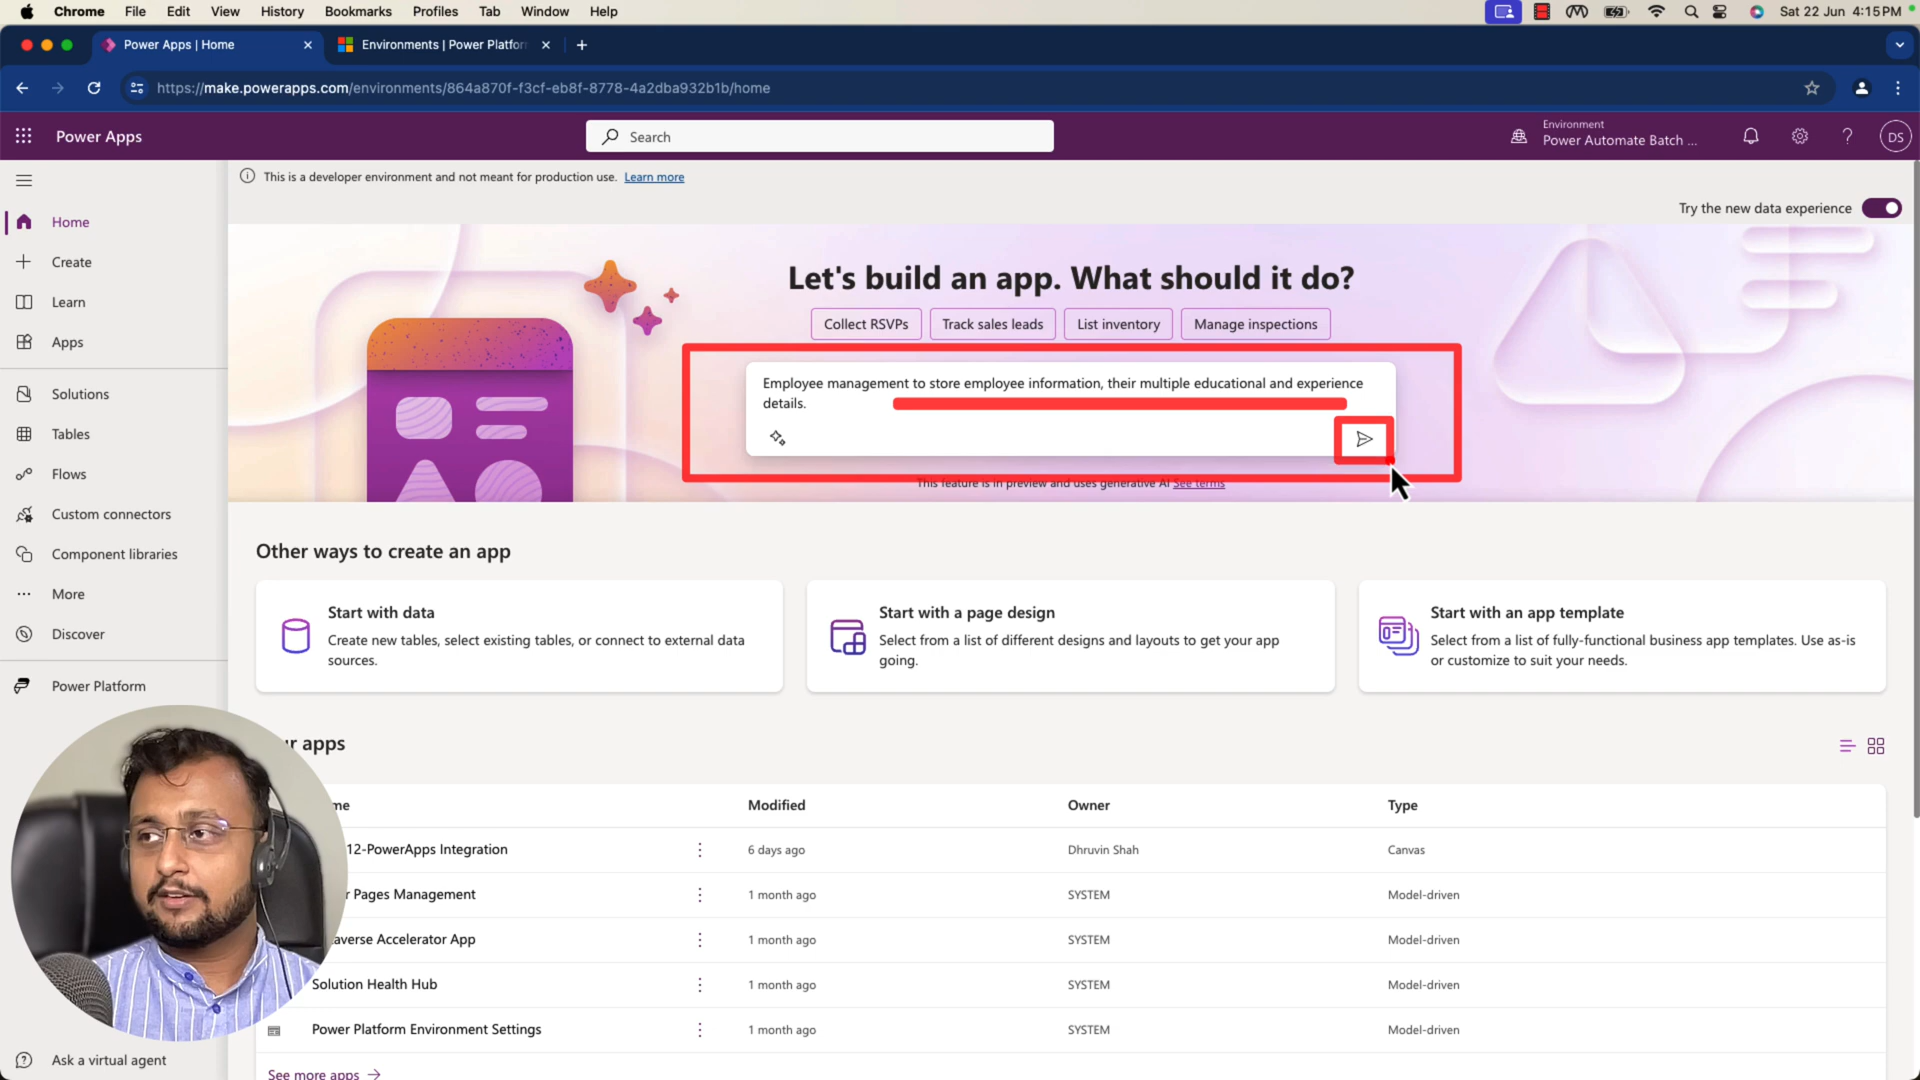 Chrome File Edit View History Bookmarks Profiles Tab Window Help Sat 22 Jun 4:15 PM
Power Apps | Home Environments | Power Platfor
https://make.powerapps.com/environments/864a870f-f3cf-eb8f-8778-4a2dba932b1b/home
Power Apps Search Environment
Power Automate Batch ... ? DS
This is a developer environment and not meant for production use. Learn more
Try the new data experience
Home
Create
Learn
Apps
Solutions
Tables
Flows
Custom connectors
Component libraries
More
Discover
Power Platform
Ask a virtual agent
Let's build an app. What should it do?
Collect RSVPs Track sales leads List inventory Manage inspections
Employee management to store employee information, their multiple educational and experience
details.
This feature is in preview and uses generative AI See terms
Other ways to create an app
Start with data
Create new tables, select existing tables, or connect to external data
sources.
Start with a page design
Select from a list of different designs and layouts to get your app
going.
Start with an app template
Select from a list of fully-functional business app templates. Use as-is
or customize to suit your needs.
apps
Modified Owner Type
12-PowerApps Integration 6 days ago Dhruvin Shah Canvas
Pages Management 1 month ago SYSTEM Model-driven
Accelerator App 1 month ago SYSTEM Model-driven
Solution Health Hub 1 month ago SYSTEM Model-driven
Power Platform Environment Settings 1 month ago SYSTEM Model-driven
See more apps